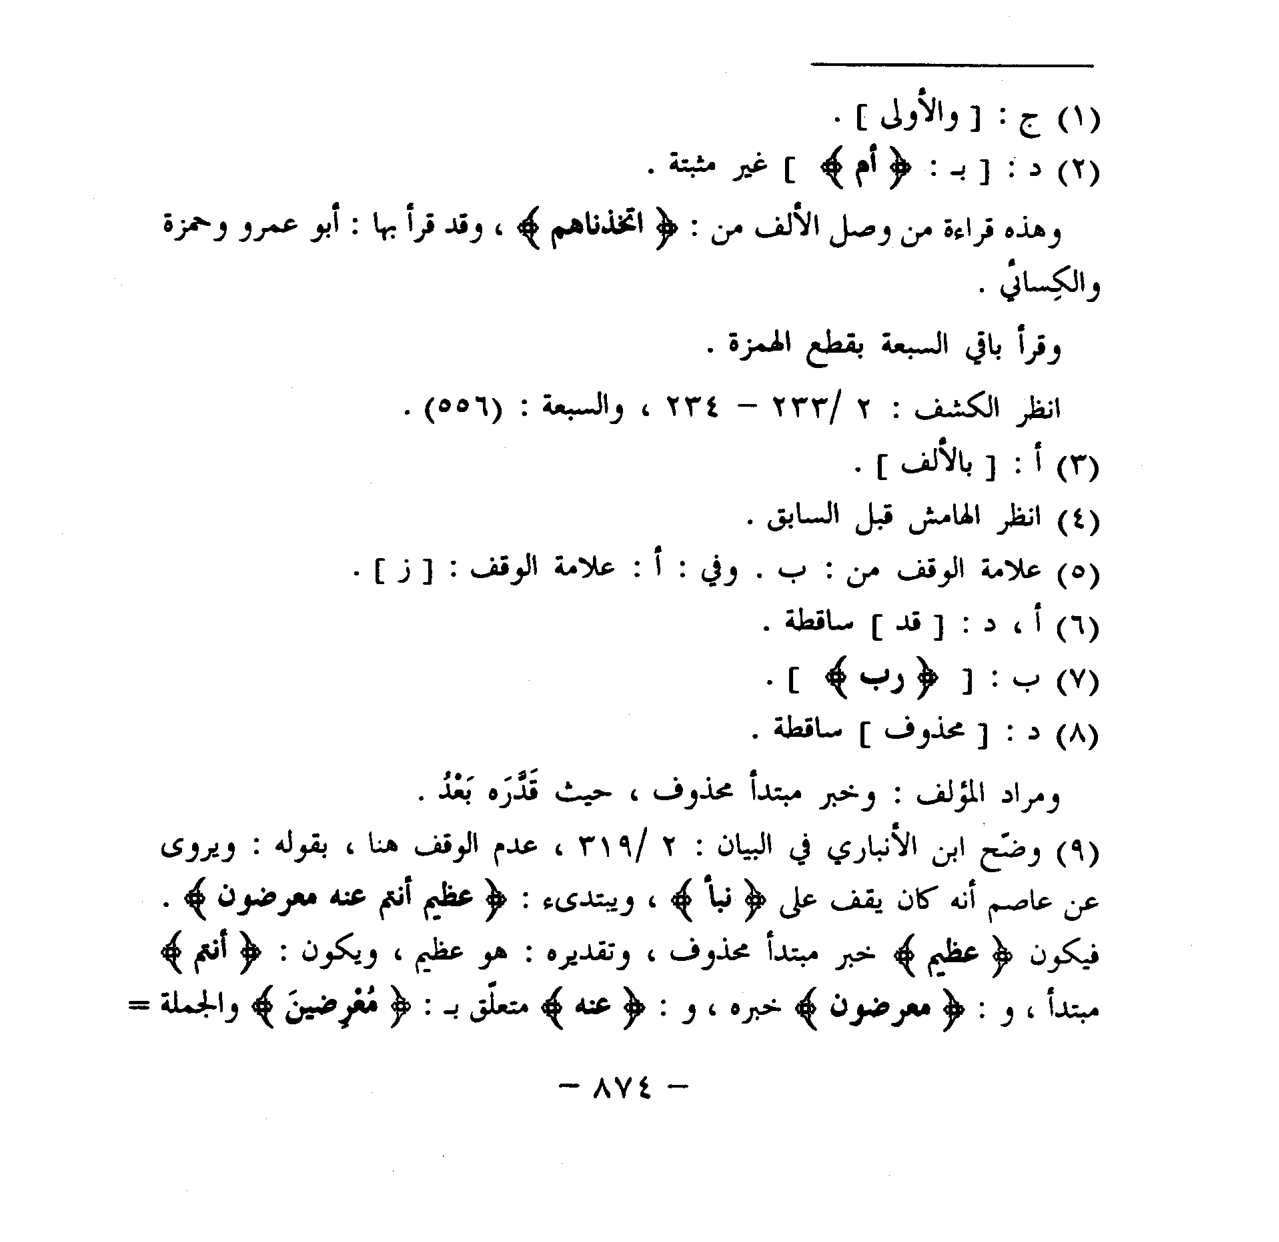 (١) ج : [ والأولى ] .
(٢) د : [ بـ : ﴿ أم ﴾ ] غير مثبتة .
وهذه قراءة من وصل الألف من : ﴿ اتخذناهم ﴾ ، وقد قرأ بها : أبو عمرو وحمزة
والكِسائيّ .
وقرأ باقي السبعة بقطع الهمزة .
انظر الكشف : ٢ /٢٣٣ – ٢٣٤ ، والسبعة : (٥٥٦) .
(٣) أ : [ بالألف ] .
(٤) انظر الهامش قبل السابق .
(٥) علامة الوقف من : ب . وفي : أ : علامة الوقف : [ ز ] .
(٦) أ ، د : [ قد ] ساقطة .
(٧) ب : [ ﴿ رب ﴾ ] .
(٨) د : [ محذوف ] ساقطة .
ومراد المؤلف : وخبر مبتدأ محذوف ، حيث قَدَّرَه بَعْدُ .
(٩) وضّح ابن الأنباري في البيان : ٢ /٣١٩ ، عدم الوقف هنا ، بقوله : ويروى
عن عاصم أنه كان يقف على ﴿ نبأ ﴾ ، ويبتدىء : ﴿ عظيم أنتم عنه معرضون ﴾ .
فيكون ﴿ عظيم ﴾ خبر مبتدأ محذوف ، وتقديره : هو عظيم ، ويكون : ﴿ أنتم ﴾
مبتدأ ، و : ﴿ معرضون ﴾ خبره ، و : ﴿ عنه ﴾ متعلّق بـ : ﴿ مُعْرِضينَ ﴾ والجملة =
– ٨٧٤ –